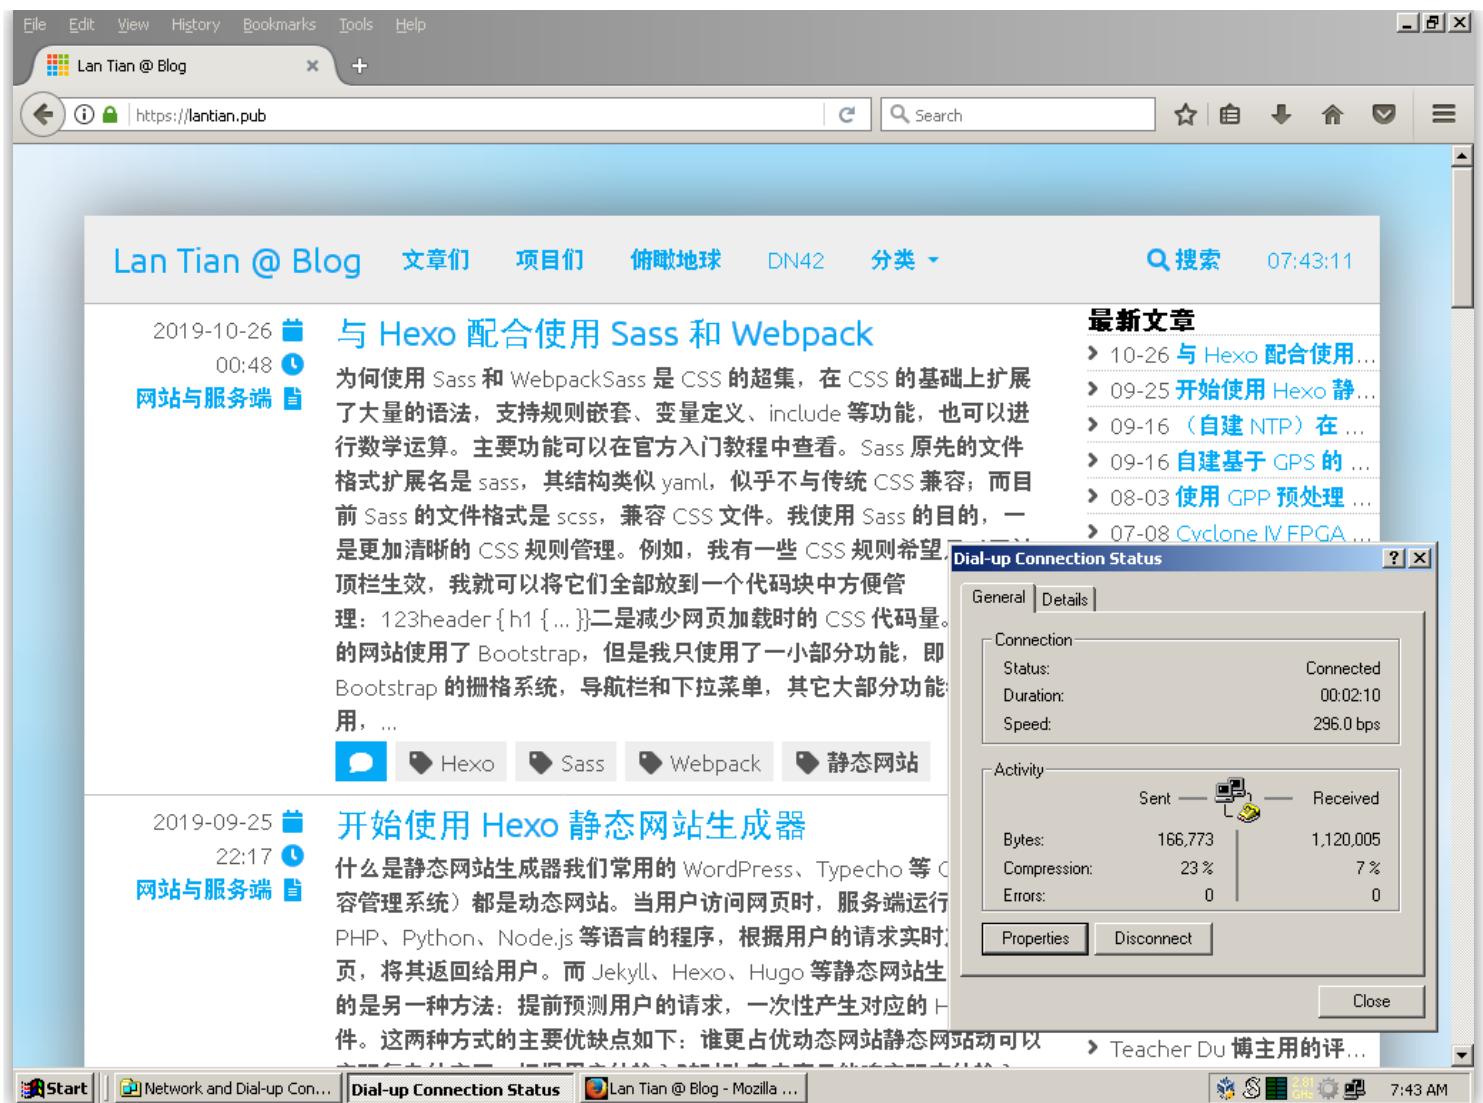 File Edit View History Bookmarks Tools Help
Lan Tian @ Blog
https://lantian.pub
Search
Lan Tian @ Blog 文章们 项目们 俯瞰地球 DN42 分类 搜索 07:43:11
2019-10-26
00:48
网站与服务端
与 Hexo 配合使用 Sass 和 Webpack
为何使用 Sass 和 WebpackSass 是 CSS 的超集，在 CSS 的基础上扩展
了大量的语法，支持规则嵌套、变量定义、include 等功能，也可以进
行数学运算。主要功能可以在官方入门教程中查看。Sass 原先的文件
格式扩展名是 sass，其结构类似 yaml，似乎不与传统 CSS 兼容；而目
前 Sass 的文件格式是 scss，兼容 CSS 文件。我使用 Sass 的目的，一
是更加清晰的 CSS 规则管理。例如，我有一些 CSS 规则希望
顶栏生效，我就可以将它们全部放到一个代码块中方便管
理：123header { h1 { ... }}二是减少网页加载时的 CSS 代码量。
的网站使用了 Bootstrap，但是我只使用了一小部分功能，即
Bootstrap 的栅格系统，导航栏和下拉菜单，其它大部分功能
用，...
Hexo Sass Webpack 静态网站
2019-09-25
22:17
网站与服务端
开始使用 Hexo 静态网站生成器
什么是静态网站生成器我们常用的 WordPress、Typecho 等
容管理系统）都是动态网站。当用户访问网页时，服务端运行
PHP、Python、Node.js 等语言的程序，根据用户的请求实时
页，将其返回给用户。而 Jekyll、Hexo、Hugo 等静态网站生
的是另一种方法：提前预测用户的请求，一次性产生对应的
件。这两种方式的主要优缺点如下：谁更占优动态网站静态网站动可以
最新文章
10-26 与 Hexo 配合使用...
09-25 开始使用 Hexo 静...
09-16 （自建 NTP）在 ...
09-16 自建基于 GPS 的 ...
08-03 使用 GPP 预处理 ...
07-08 Cyclone IV FPGA ...
Teacher Du 博主用的评...
Dial-up Connection Status
General Details
Connection
Status: Connected
Duration: 00:02:10
Speed: 296.0 bps
Activity
Sent Received
Bytes: 166,773 1,120,005
Compression: 23 % 7 %
Errors: 0 0
Properties Disconnect
Close
Start Network and Dial-up Con... Dial-up Connection Status Lan Tian @ Blog - Mozilla ... 2.81 GHz 7:43 AM